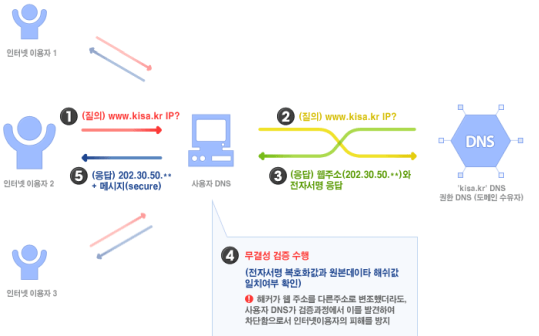 인터넷 이용자 1
1 (질의) www.kisa.kr IP?
2 (질의) www.kisa.kr IP?
DNS
5 (응답) 202.30.50.**
+ 메시지(secure)
3 (응답) 웹주소(202.30.50.**)와
전자서명 응답
인터넷 이용자 2
사용자 DNS
'kisa.kr' DNS
권한 DNS (도메인 수유자)
4 무결성 검증 수행
(전자서명 복호화값과 원본데이타 해쉬값
일치여부 확인)
! 해커가 웹 주소를 다른주소로 변조했더라도,
사용자 DNS가 검증과정에서 이를 발견하여
차단함으로서 인터넷이용자의 피해를 방지
인터넷 이용자 3